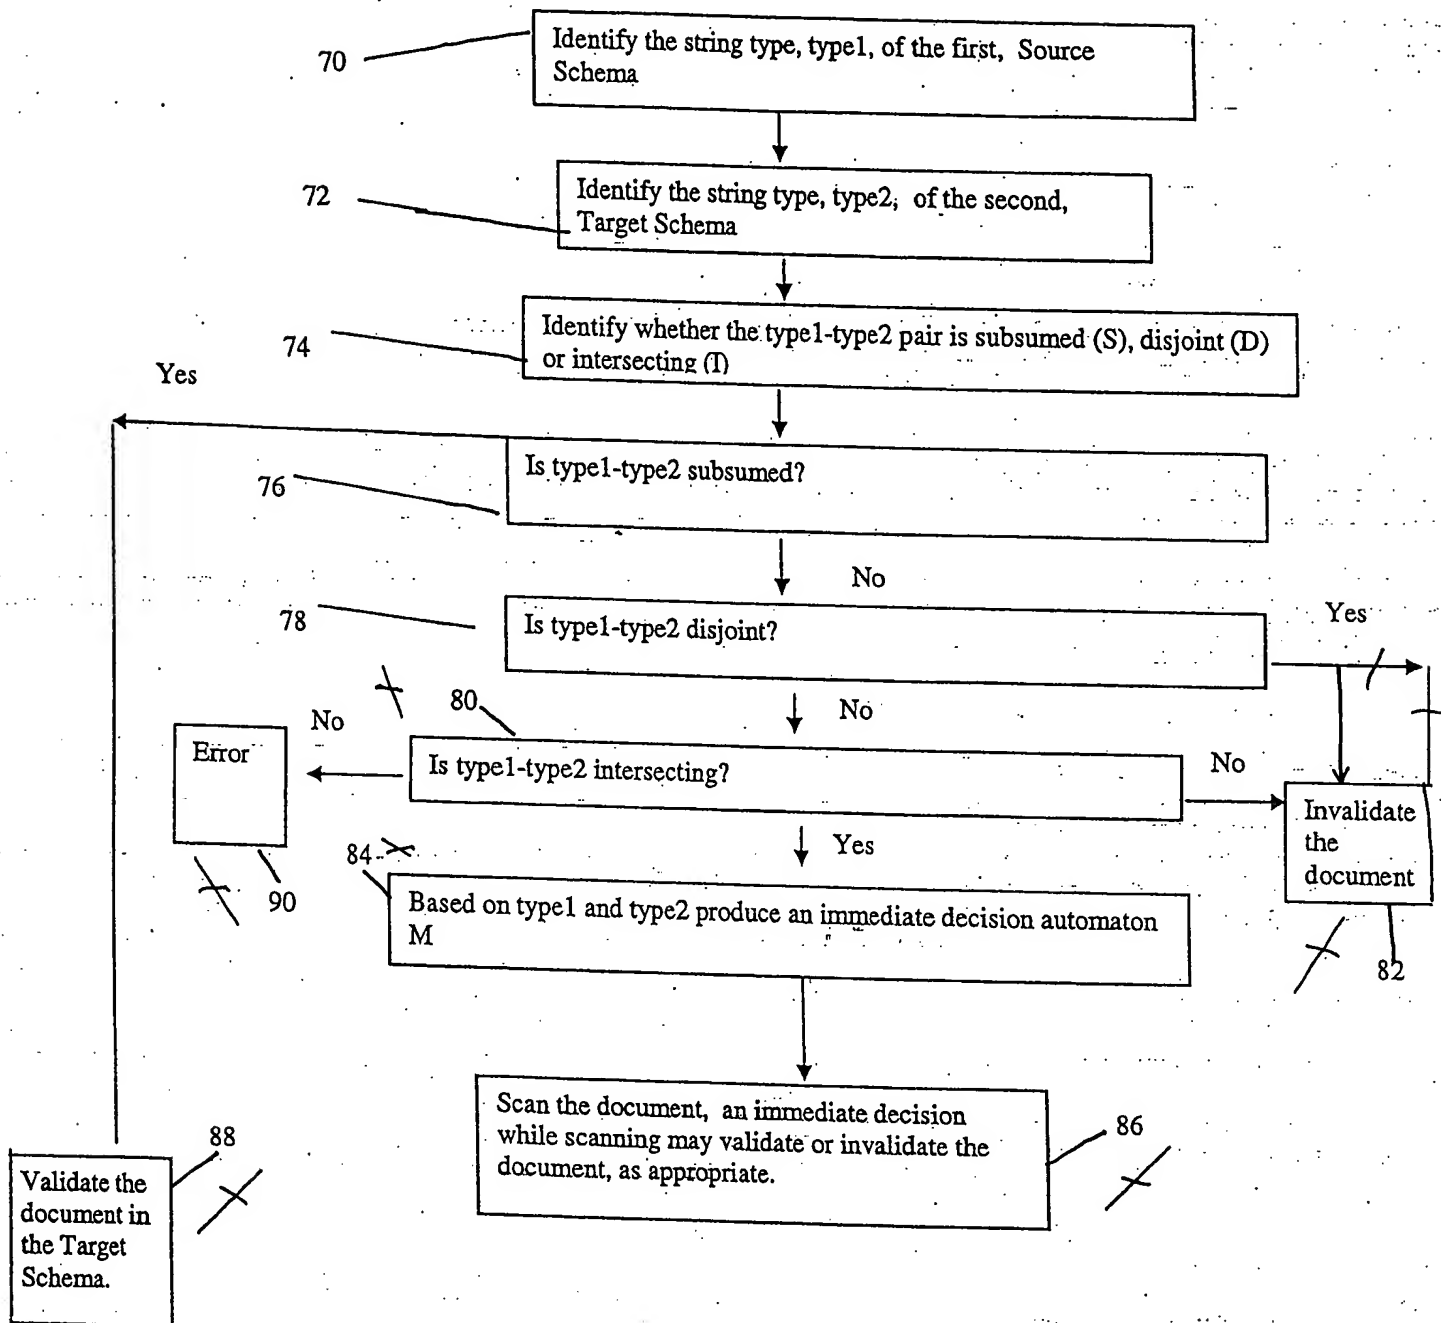 70
Identify the string type, type1, of the first, Source
Schema
72
Identify the string type, type2, of the second,
Target Schema
74
Identify whether the type1-type2 pair is subsumed (S), disjoint (D)
or intersecting (I)
Yes
76
Is type1-type2 subsumed?
No
78
Is type1-type2 disjoint?
Yes
No
80
No
Error
Is type1-type2 intersecting?
No
Invalidate
the
document
Yes
84
90
Based on type1 and type2 produce an immediate decision automaton
M
82
Scan the document, an immediate decision
while scanning may validate or invalidate the
document, as appropriate.
86
88
Validate the
document in
the Target
Schema.